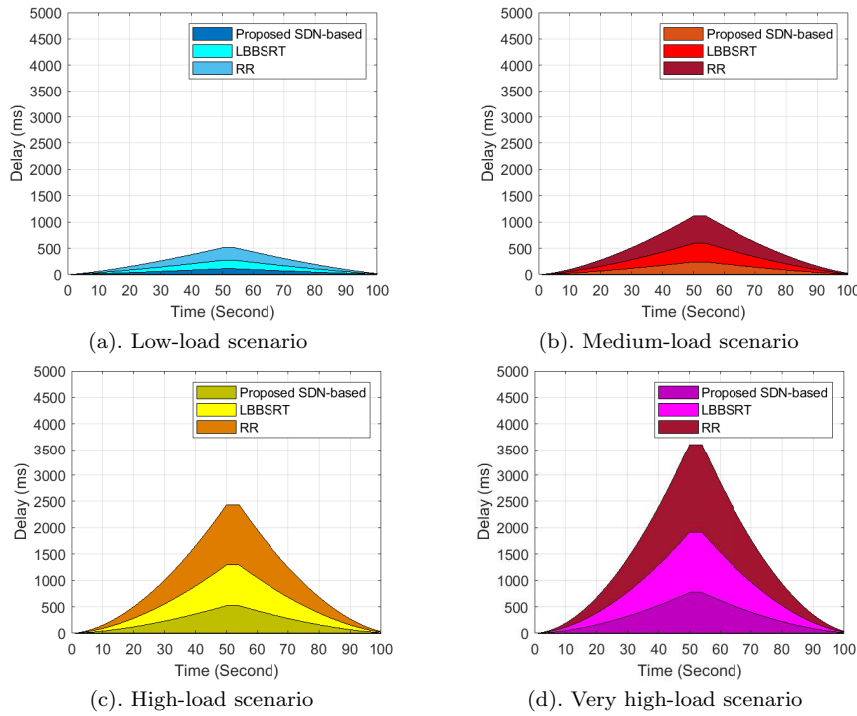 5000
4500
4000
3500
3000
2500
2000
1500
1000
500
0
Delay (ms)
Proposed SDN-based
LBBSRT
RR
0 10 20 30 40 50 60 70 80 90 100
Time (Second)
(a). Low-load scenario
5000
4500
4000
3500
3000
2500
2000
1500
1000
500
0
Delay (ms)
Proposed SDN-based
LBBSRT
RR
0 10 20 30 40 50 60 70 80 90 100
Time (Second)
(b). Medium-load scenario
5000
4500
4000
3500
3000
2500
2000
1500
1000
500
0
Delay (ms)
Proposed SDN-based
LBBSRT
RR
0 10 20 30 40 50 60 70 80 90 100
Time (Second)
(c). High-load scenario
5000
4500
4000
3500
3000
2500
2000
1500
1000
500
0
Delay (ms)
Proposed SDN-based
LBBSRT
RR
0 10 20 30 40 50 60 70 80 90 100
Time (Second)
(d). Very high-load scenario